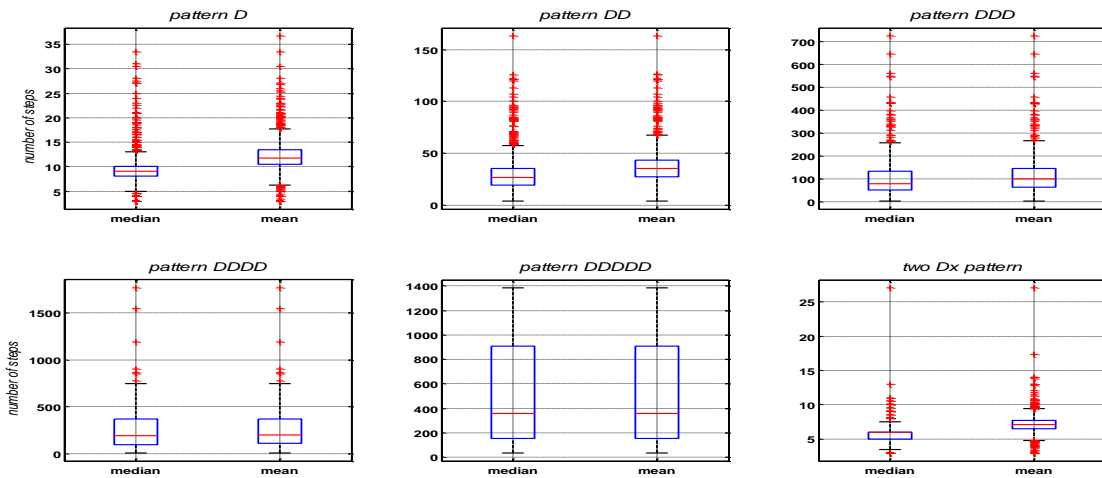 pattern D
pattern DD
pattern DDD
number of steps
35
30
25
20
15
10
5
median
mean
150
100
50
0
median
mean
700
600
500
400
300
200
100
0
median
mean
pattern DDDD
pattern DDDDD
two Dx pattern
number of steps
1500
1000
500
0
median
mean
1400
1200
1000
800
600
400
200
0
median
mean
25
20
15
10
5
median
mean